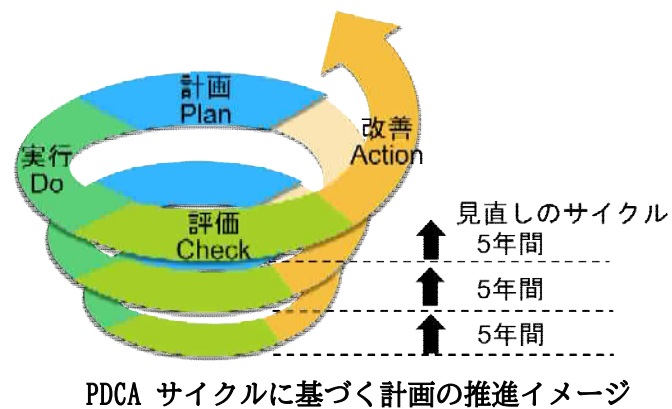 計画
Plan
実行
Do
改善
Action
評価
Check
見直しのサイクル
5年間
5年間
5年間
PDCA サイクルに基づく計画の推進イメージ